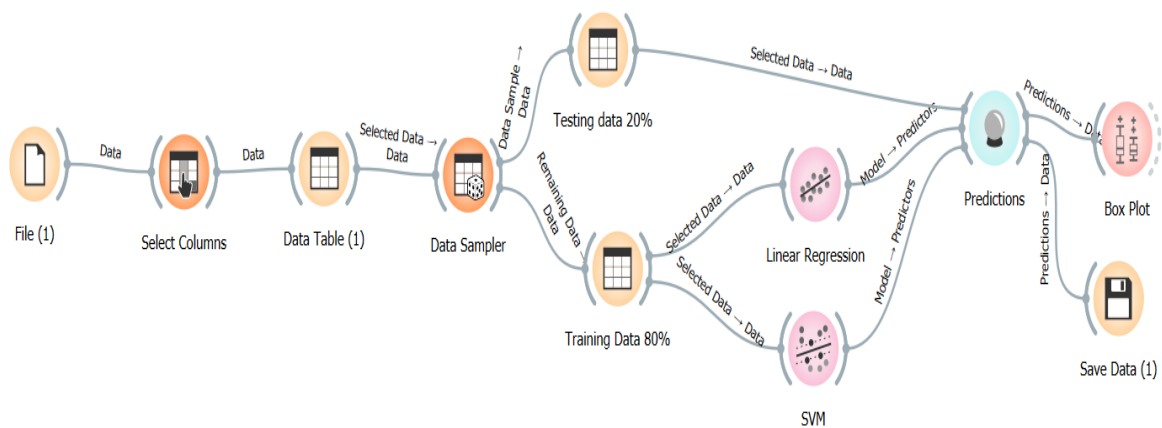 File (1)
Data
Select Columns
Data
Data Table (1)
Selected Data →
Data
Data Sampler
Data Sample →
Data
Testing data 20%
Remaining Data →
Data
Training Data 80%
Selected Data → Data
Selected Data → Data
Selected Data → Data
Linear Regression
SVM
Model → Predictors
Model → Predictors
Predictions
Predictions → Data
Box Plot
Predictions → Data
Save Data (1)